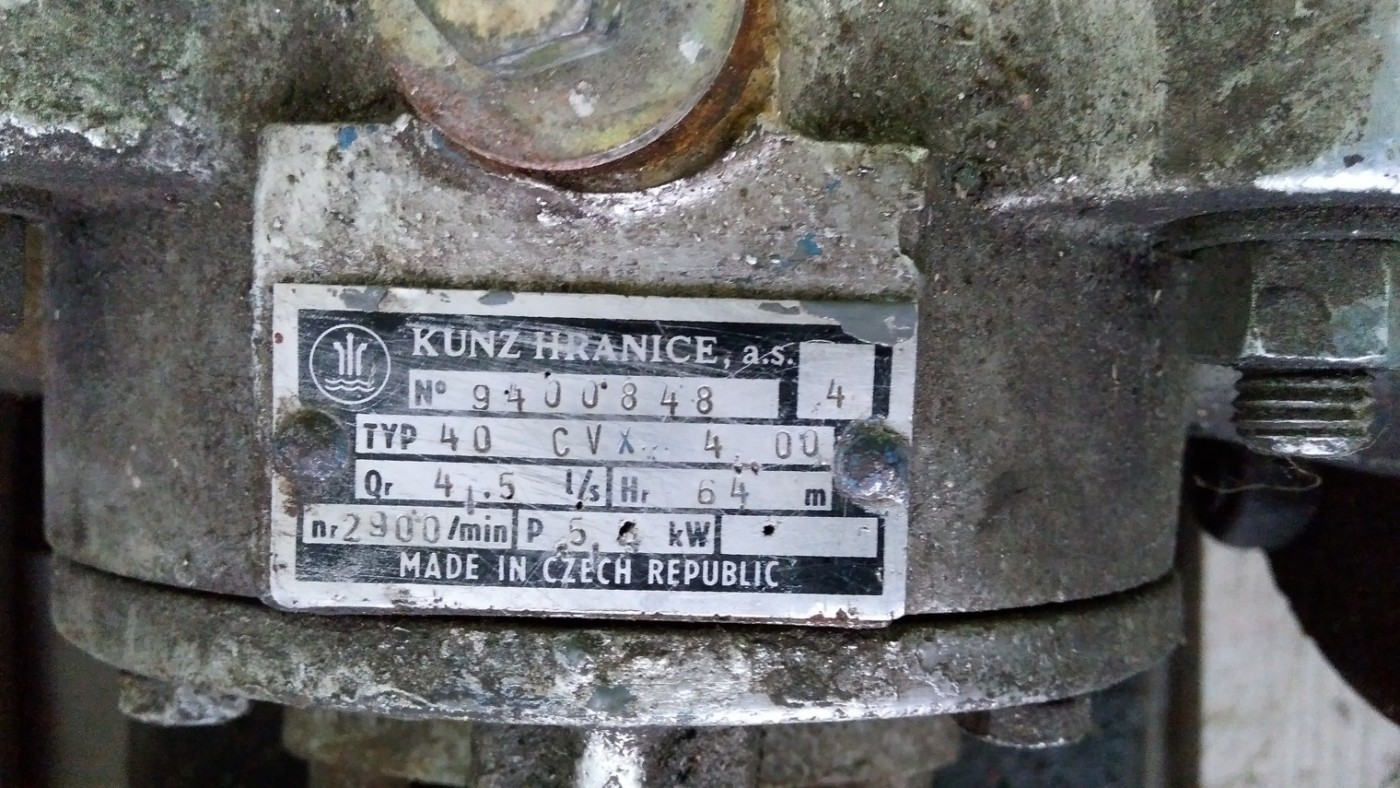 KUNZ HRANICE, a.s.
Nº 9400848 4
TYP 40 CVX 4 00
Qr 4.5 l/s Hr 64 m
nr 2900/min P 5.4 kW
MADE IN CZECH REPUBLIC